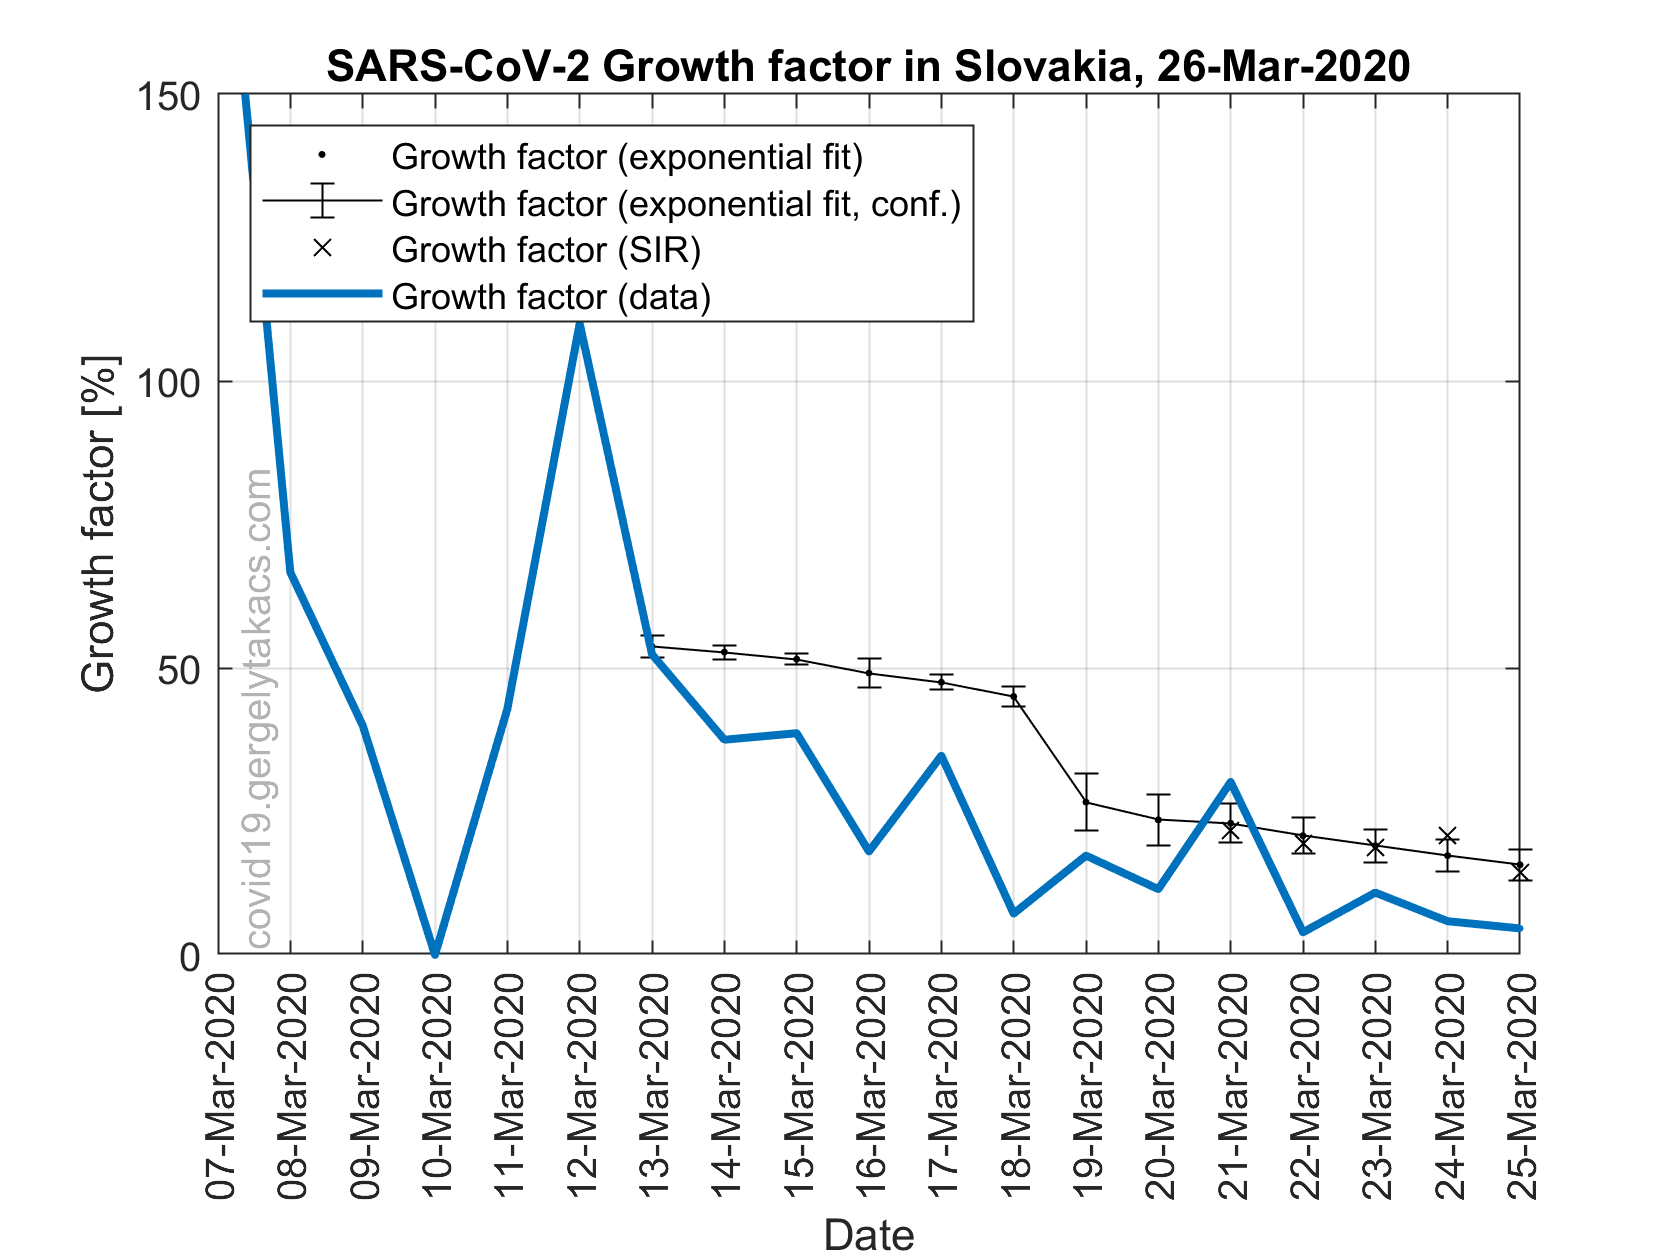 SARS-CoV-2 Growth factor in Slovakia, 26-Mar-2020
150
100
50
0
Growth factor [%]
Growth factor (exponential fit)
Growth factor (exponential fit, conf.)
Growth factor (SIR)
Growth factor (data)
covid19.gergelytakacs.com
07-Mar-2020
08-Mar-2020
09-Mar-2020
10-Mar-2020
11-Mar-2020
12-Mar-2020
13-Mar-2020
14-Mar-2020
15-Mar-2020
16-Mar-2020
17-Mar-2020
18-Mar-2020
19-Mar-2020
20-Mar-2020
21-Mar-2020
22-Mar-2020
23-Mar-2020
24-Mar-2020
25-Mar-2020
Date